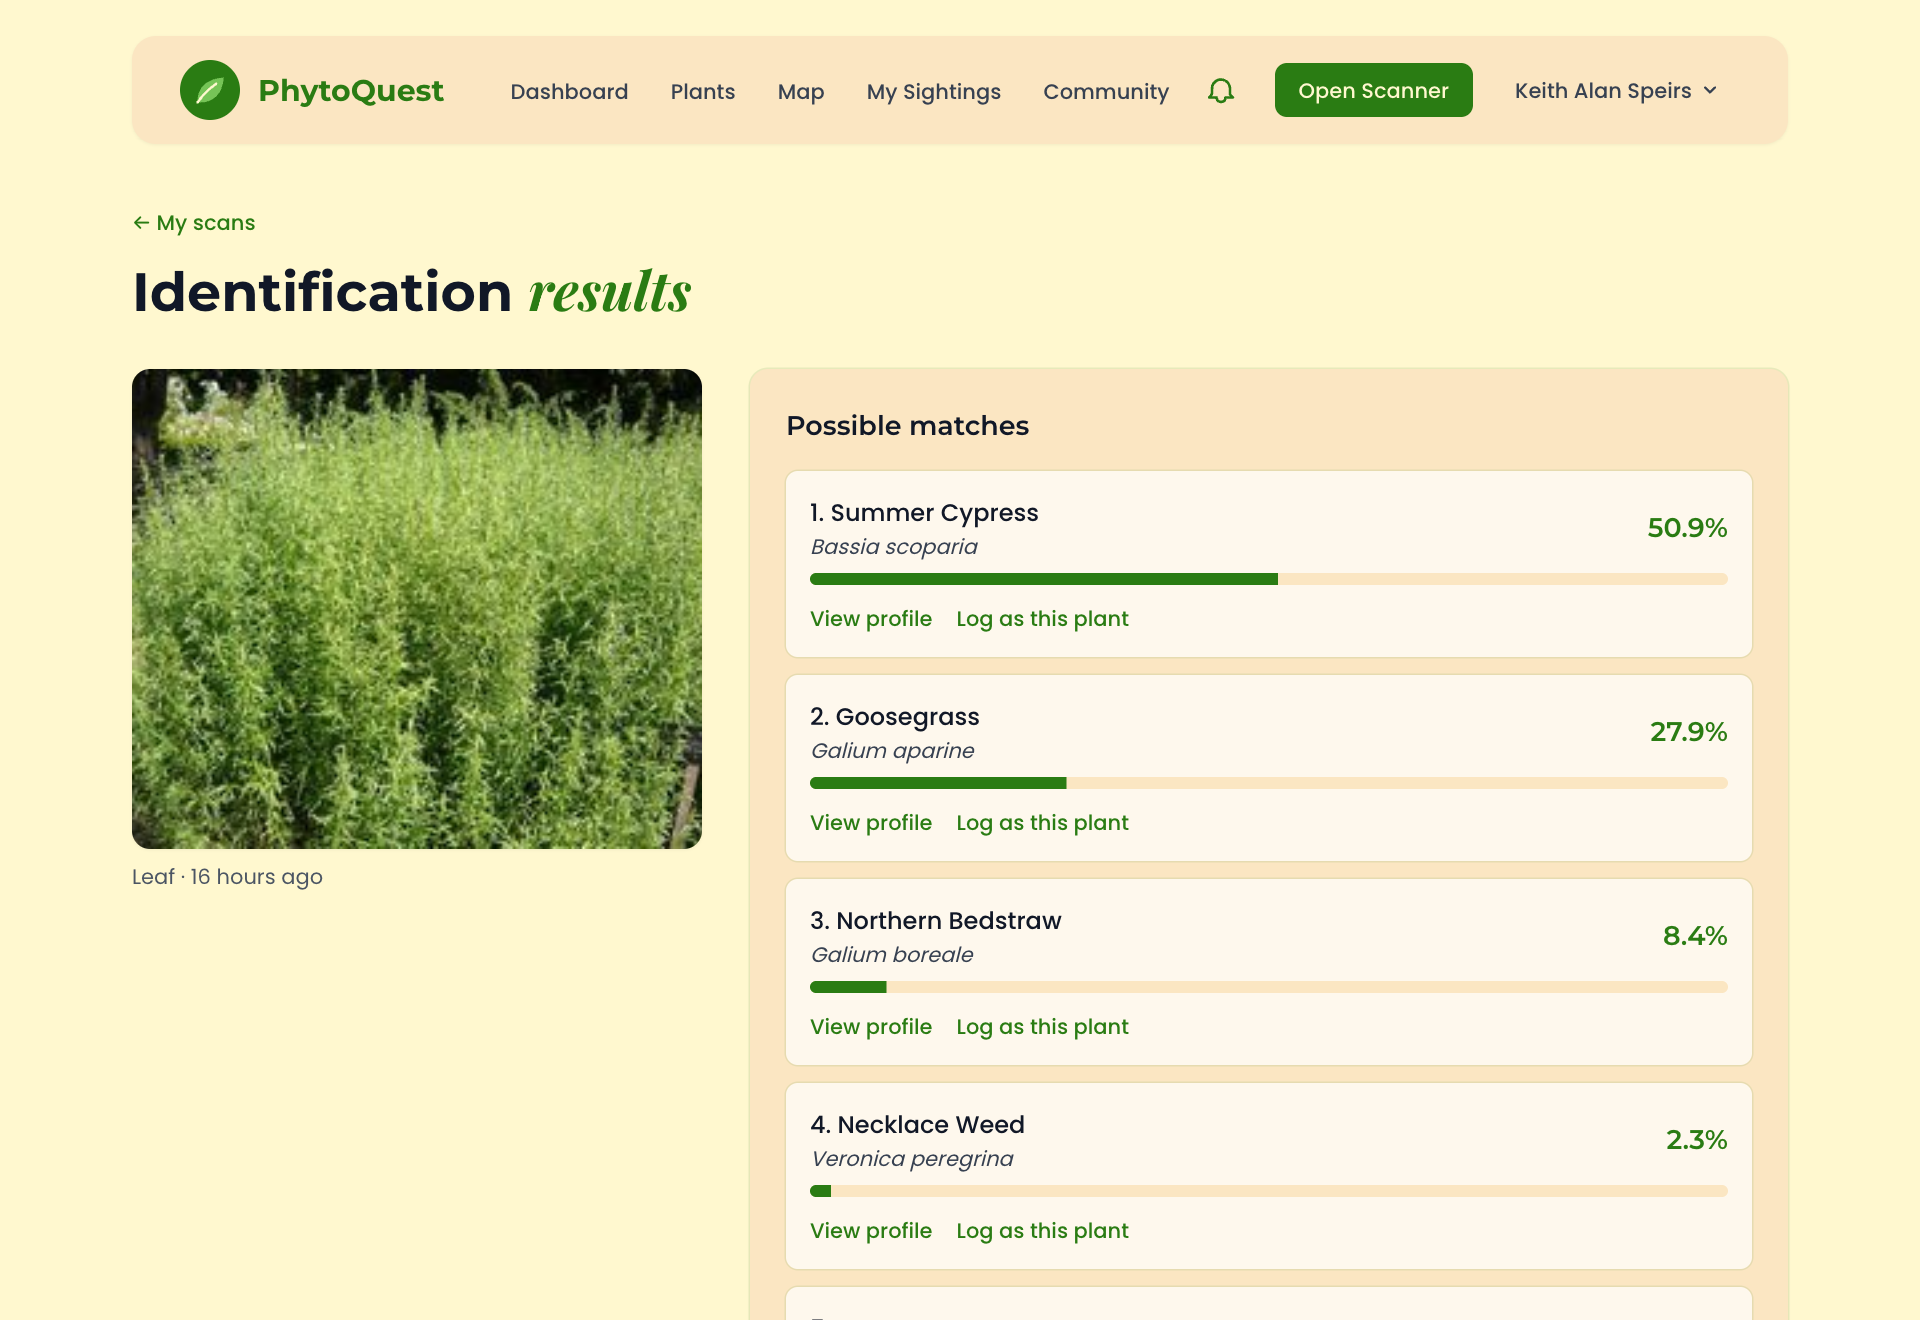 PhytoQuest
Dashboard
Plants
Map
My Sightings
Community
Open Scanner
Keith Alan Speirs
← My scans
Identification results
Leaf · 16 hours ago
Possible matches
1. Summer Cypress
Bassia scoparia
50.9%
View profile
Log as this plant
2. Goosegrass
Galium aparine
27.9%
View profile
Log as this plant
3. Northern Bedstraw
Galium boreale
8.4%
View profile
Log as this plant
4. Necklace Weed
Veronica peregrina
2.3%
View profile
Log as this plant